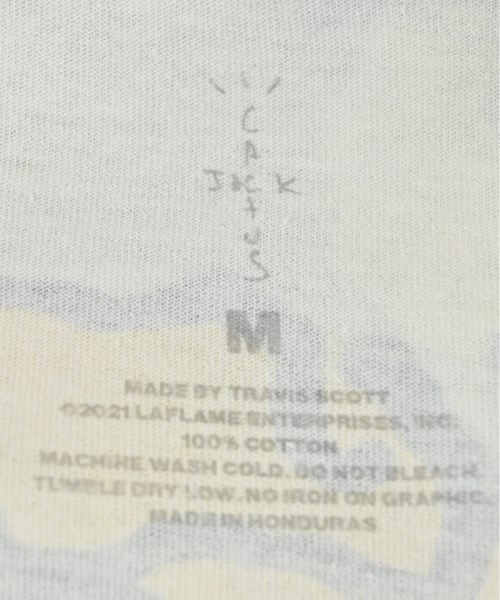 C
A
JACK
T
U
S
M
MADE BY TRAVIS SCOTT
©2021 LAFLAME ENTERPRISES, INC.
100% COTTON
MACHINE WASH COLD. DO NOT BLEACH.
TUMBLE DRY LOW. NO IRON ON GRAPHIC.
MADE IN HONDURAS